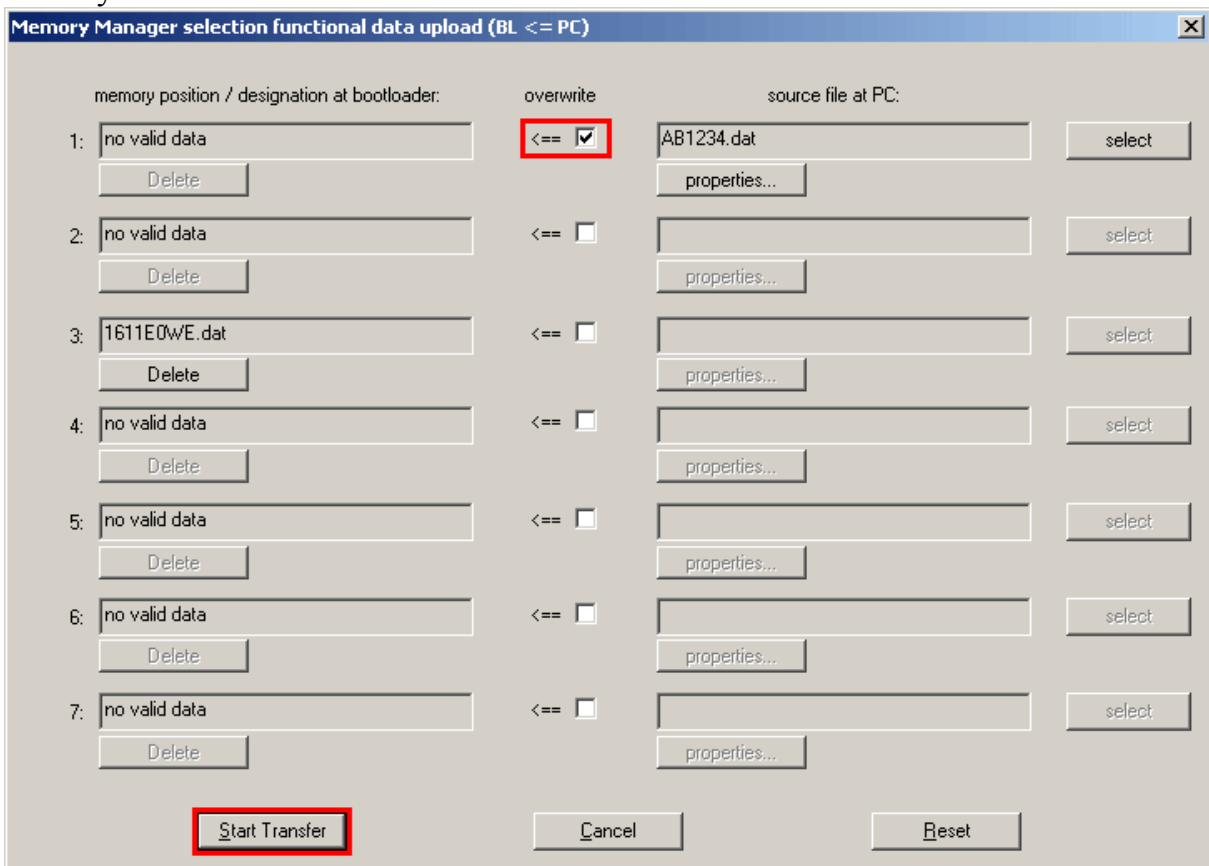 Memory Manager selection functional data upload (BL <= PC)
memory position / designation at bootloader: overwrite source file at PC:
1: no valid data <== AB1234.dat select
Delete properties...
2: no valid data <== select
Delete properties...
3: 1611E0WE.dat <== select
Delete properties...
4: no valid data <== select
Delete properties...
5: no valid data <== select
Delete properties...
6: no valid data <== select
Delete properties...
7: no valid data <== select
Delete properties...
Start Transfer Cancel Reset